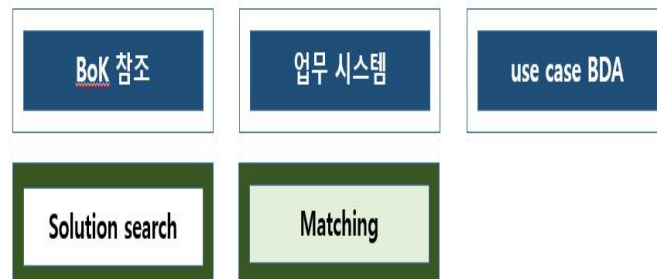 BoK 참조
업무 시스템
use case BDA
Solution search
Matching